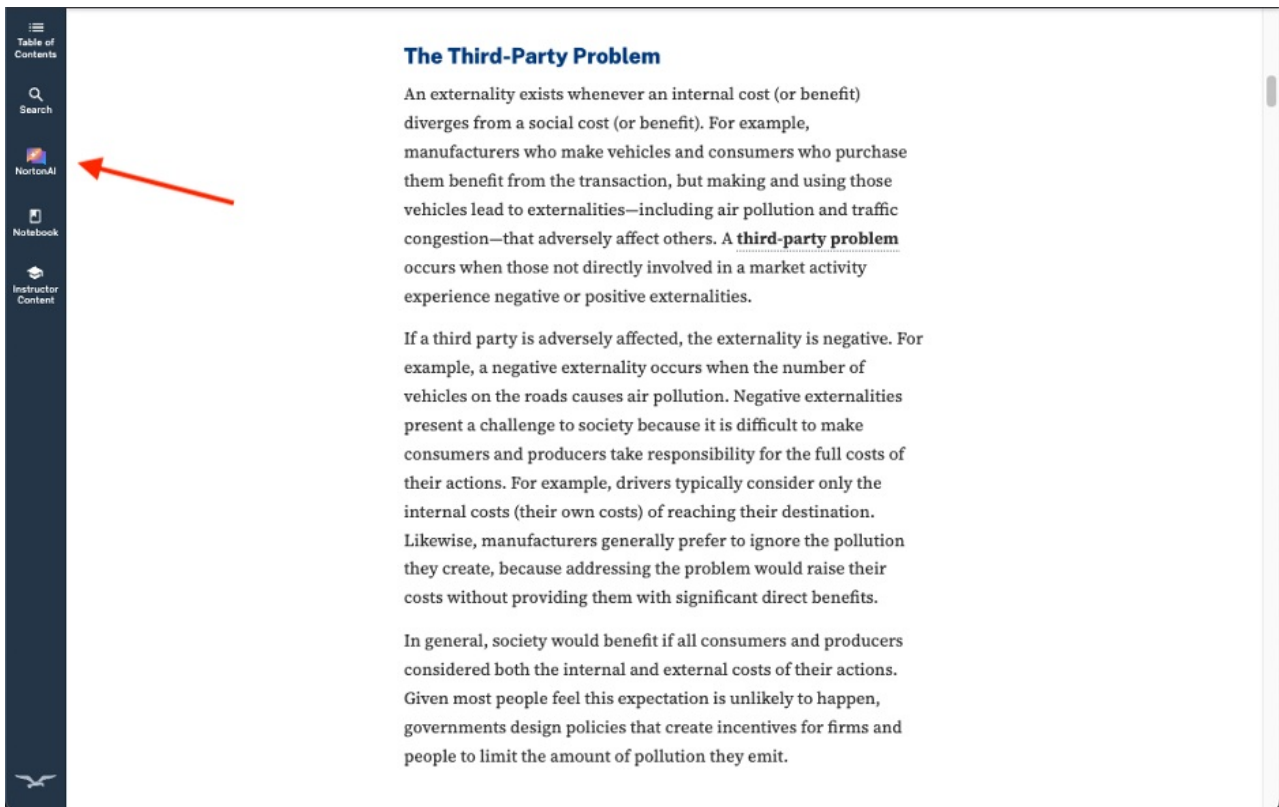 Table of
Contents
Search
NortonAI
Notebook
Instructor
Content
The Third-Party Problem
An externality exists whenever an internal cost (or benefit)
diverges from a social cost (or benefit). For example,
manufacturers who make vehicles and consumers who purchase
them benefit from the transaction, but making and using those
vehicles lead to externalities—including air pollution and traffic
congestion—that adversely affect others. A third-party problem
occurs when those not directly involved in a market activity
experience negative or positive externalities.
If a third party is adversely affected, the externality is negative. For
example, a negative externality occurs when the number of
vehicles on the roads causes air pollution. Negative externalities
present a challenge to society because it is difficult to make
consumers and producers take responsibility for the full costs of
their actions. For example, drivers typically consider only the
internal costs (their own costs) of reaching their destination.
Likewise, manufacturers generally prefer to ignore the pollution
they create, because addressing the problem would raise their
costs without providing them with significant direct benefits.
In general, society would benefit if all consumers and producers
considered both the internal and external costs of their actions.
Given most people feel this expectation is unlikely to happen,
governments design policies that create incentives for firms and
people to limit the amount of pollution they emit.